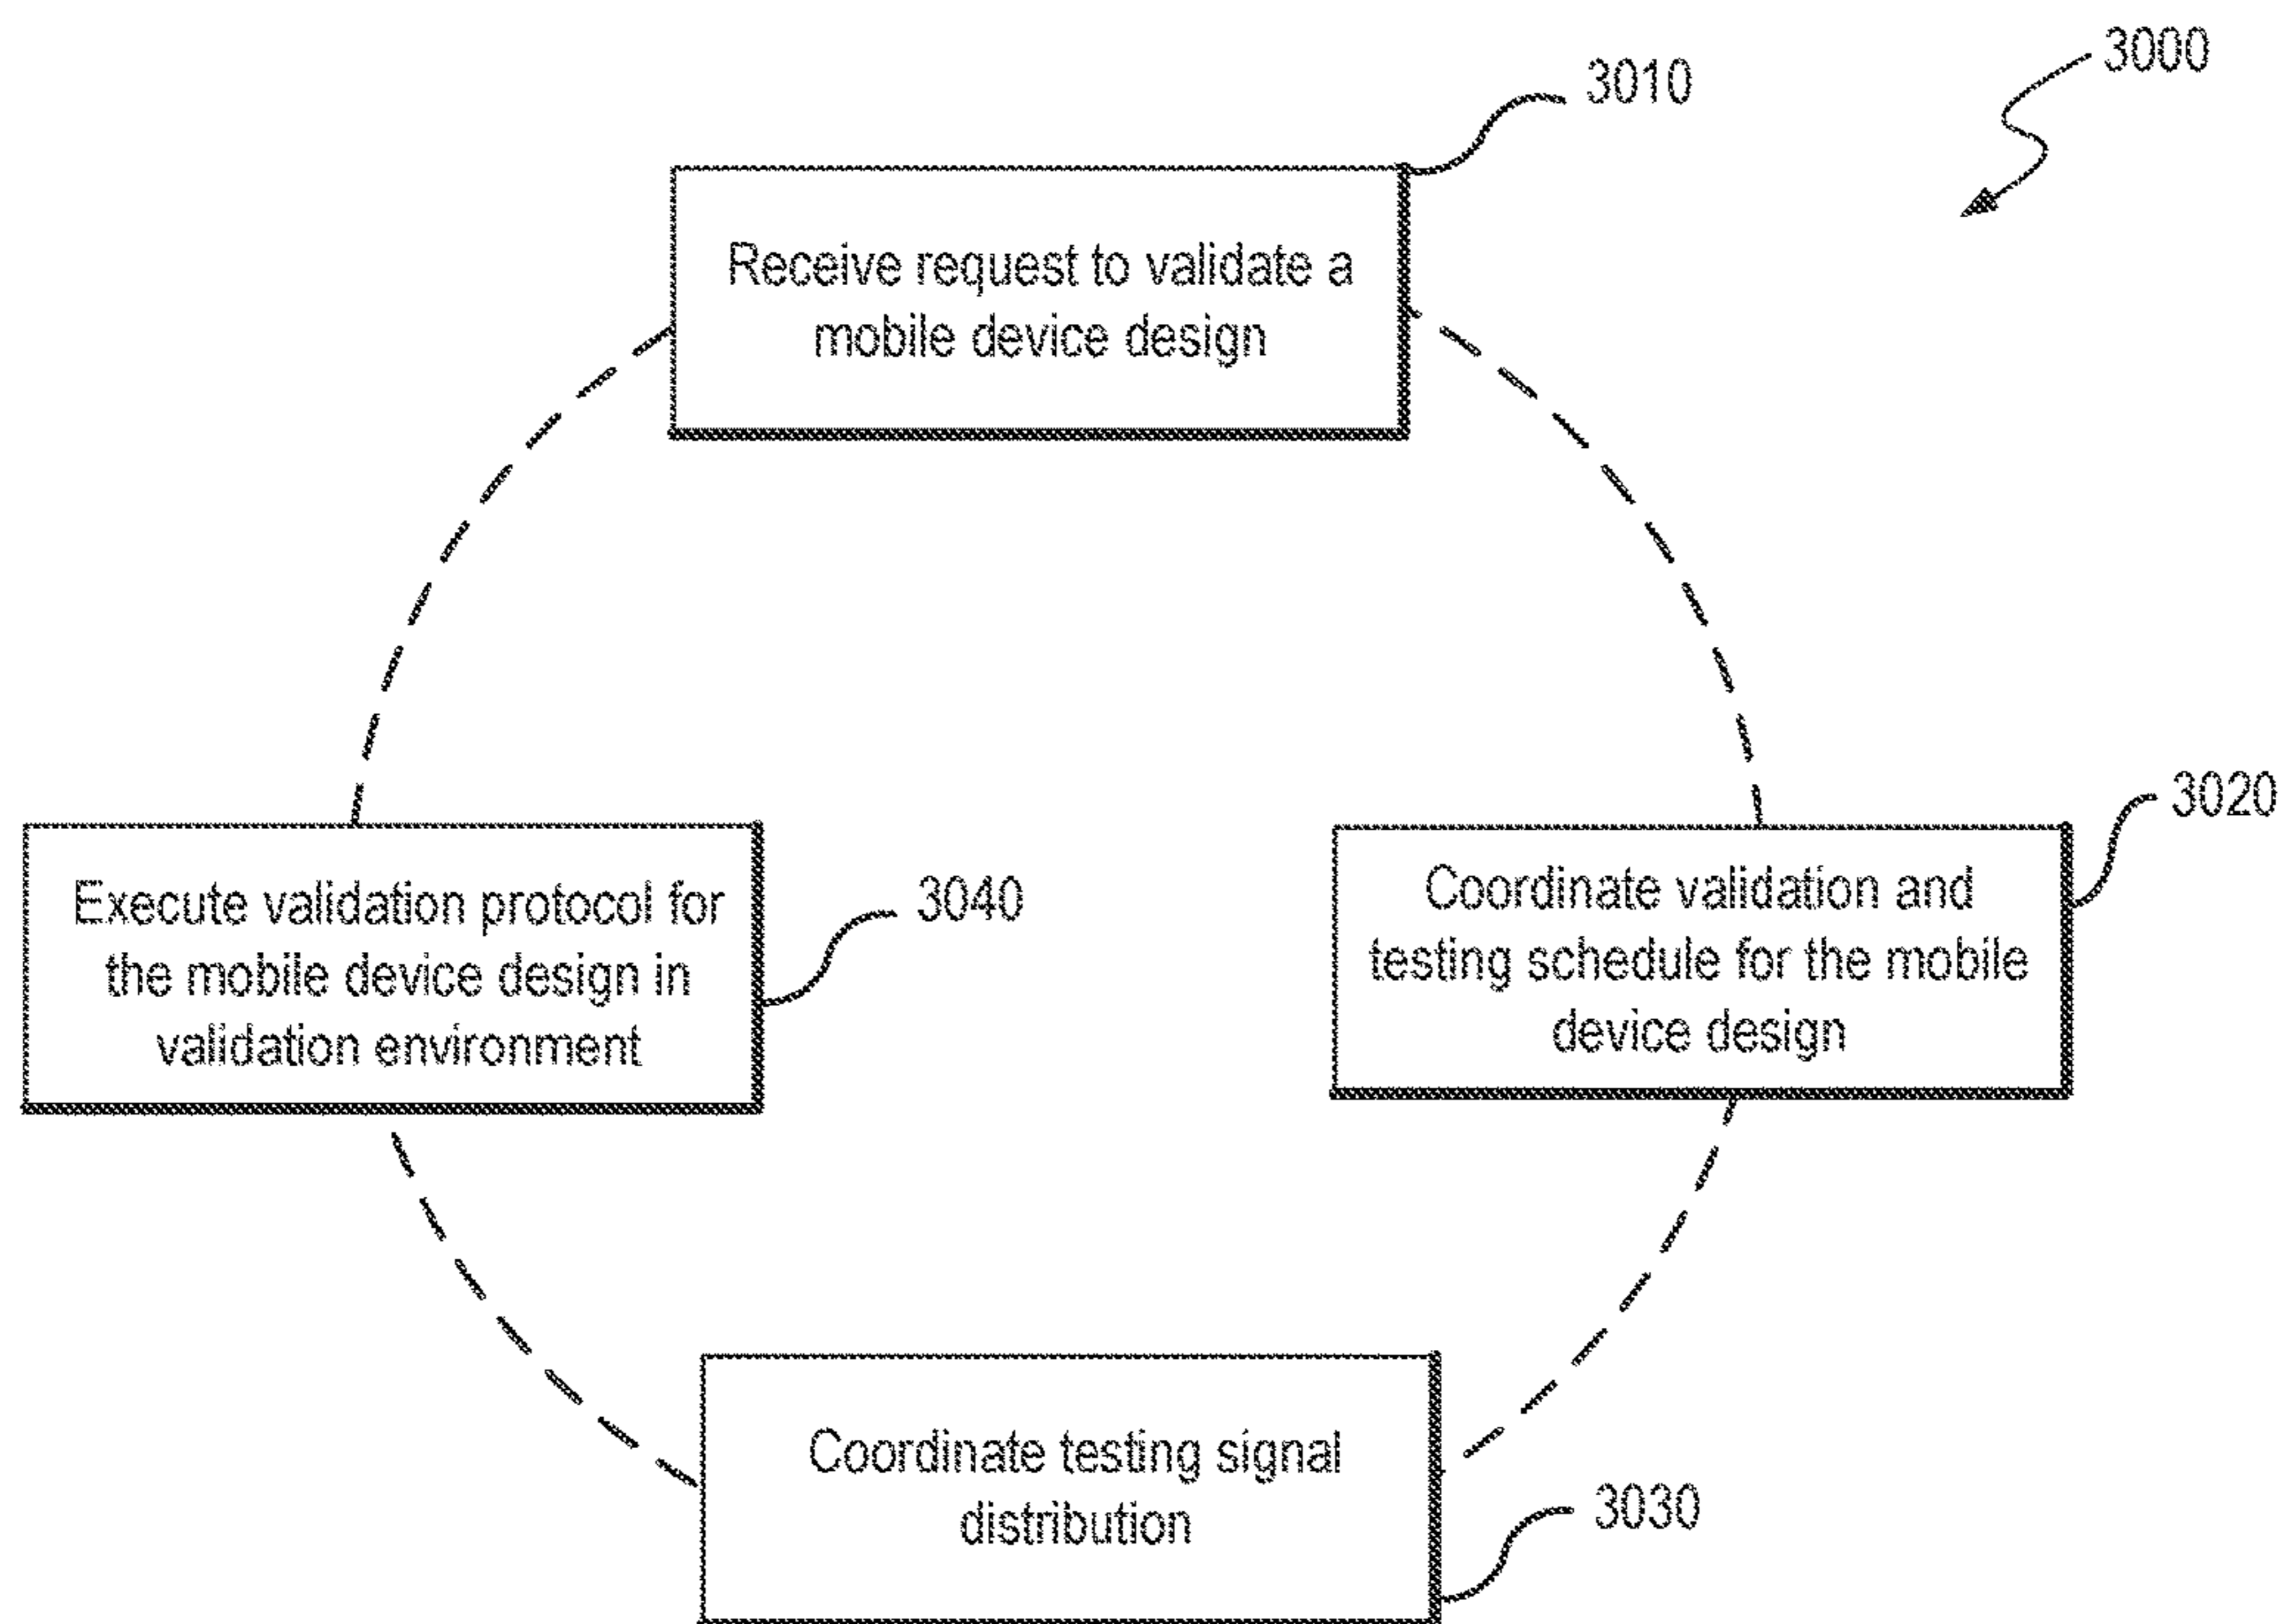 3000
3010
Receive request to validate a
mobile device design
3020
Coordinate validation and
testing schedule for the mobile
device design
Execute validation protocol for
the mobile device design in
validation environment
3040
Coordinate testing signal
distribution
3030